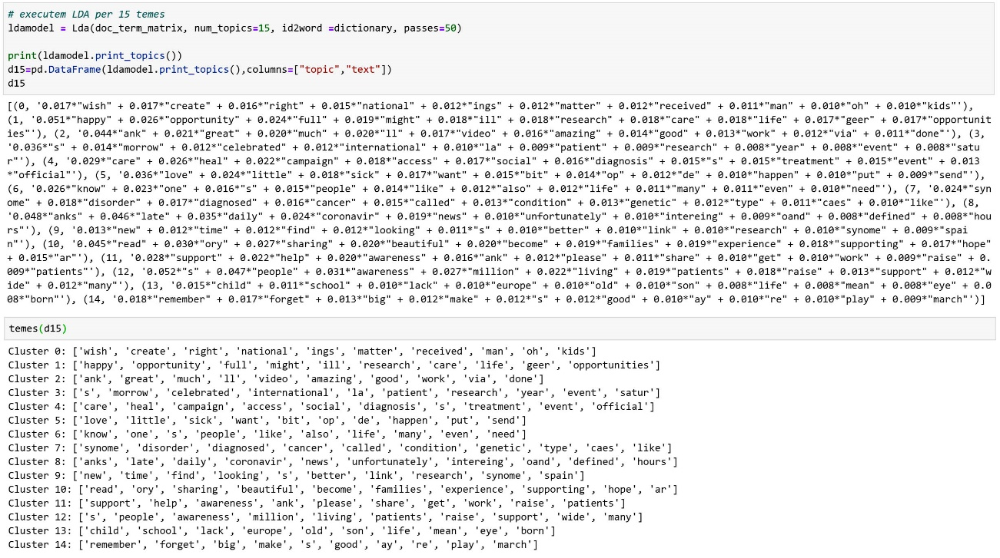 # executem LDA per 15 temes
ldamodel = Lda(doc_term_matrix, num_topics=15, id2word =dictionary, passes=50)
print(ldamodel.print_topics())
d15=pd.DataFrame(ldamodel.print_topics(),columns=["topic","text"])
d15
[(0, '0.017*"wish" + 0.017*"create" + 0.016*"right" + 0.015*"national" + 0.012*"ings" + 0.012*"matter" + 0.012*"received" + 0.011*"man" + 0.010*"oh" + 0.010*"kids"'),
(1, '0.051*"happy" + 0.026*"opportunity" + 0.024*"full" + 0.019*"might" + 0.018*"ill" + 0.018*"research" + 0.018*"care" + 0.018*"life" + 0.017*"geer" + 0.017*"opportunit
ies"'), (2, '0.044*"ank" + 0.021*"great" + 0.020*"much" + 0.020*"ll" + 0.017*"video" + 0.016*"amazing" + 0.014*"good" + 0.013*"work" + 0.012*"via" + 0.011*"done"'), (3,
'0.036*"s" + 0.014*"morrow" + 0.012*"celebrated" + 0.012*"international" + 0.010*"la" + 0.009*"patient" + 0.009*"research" + 0.008*"year" + 0.008*"event" + 0.008*"satu
r"'), (4, '0.029*"care" + 0.026*"heal" + 0.022*"campaign" + 0.018*"access" + 0.017*"social" + 0.016*"diagnosis" + 0.015*"s" + 0.015*"treatment" + 0.015*"event" + 0.013
*"official"'), (5, '0.036*"love" + 0.024*"little" + 0.018*"sick" + 0.017*"want" + 0.015*"bit" + 0.014*"op" + 0.012*"de" + 0.010*"happen" + 0.010*"put" + 0.009*"send"'),
(6, '0.026*"know" + 0.023*"one" + 0.016*"s" + 0.015*"people" + 0.014*"like" + 0.012*"also" + 0.012*"life" + 0.011*"many" + 0.011*"even" + 0.010*"need"'), (7, '0.024*"syn
ome" + 0.018*"disorder" + 0.017*"diagnosed" + 0.016*"cancer" + 0.015*"called" + 0.013*"condition" + 0.013*"genetic" + 0.012*"type" + 0.011*"caes" + 0.010*"like"'), (8,
'0.048*"anks" + 0.046*"late" + 0.035*"daily" + 0.024*"coronavir" + 0.019*"news" + 0.010*"unfortunately" + 0.010*"intereing" + 0.009*"oand" + 0.008*"defined" + 0.008*"hou
rs"'), (9, '0.013*"new" + 0.012*"time" + 0.012*"find" + 0.012*"looking" + 0.011*"s" + 0.010*"better" + 0.010*"link" + 0.010*"research" + 0.010*"synome" + 0.009*"spai
n"'), (10, '0.045*"read" + 0.030*"ory" + 0.027*"sharing" + 0.020*"beautiful" + 0.020*"become" + 0.019*"families" + 0.019*"experience" + 0.018*"supporting" + 0.017*"hope"
+ 0.015*"ar"'), (11, '0.028*"support" + 0.022*"help" + 0.020*"awareness" + 0.016*"ank" + 0.012*"please" + 0.011*"share" + 0.010*"get" + 0.010*"work" + 0.009*"raise" + 0.
009*"patients"'), (12, '0.052*"s" + 0.047*"people" + 0.031*"awareness" + 0.027*"million" + 0.022*"living" + 0.019*"patients" + 0.018*"raise" + 0.013*"support" + 0.012*"w
ide" + 0.012*"many"'), (13, '0.015*"child" + 0.011*"school" + 0.010*"lack" + 0.010*"europe" + 0.010*"old" + 0.010*"son" + 0.008*"life" + 0.008*"mean" + 0.008*"eye" + 0.0
08*"born"'), (14, '0.018*"remember" + 0.017*"forget" + 0.013*"big" + 0.012*"make" + 0.012*"s" + 0.012*"good" + 0.010*"ay" + 0.010*"re" + 0.010*"play" + 0.009*"march"')]
temes(d15)
Cluster 0: ['wish', 'create', 'right', 'national', 'ings', 'matter', 'received', 'man', 'oh', 'kids']
Cluster 1: ['happy', 'opportunity', 'full', 'might', 'ill', 'research', 'care', 'life', 'geer', 'opportunities']
Cluster 2: ['ank', 'great', 'much', 'll', 'video', 'amazing', 'good', 'work', 'via', 'done']
Cluster 3: ['s', 'morrow', 'celebrated', 'international', 'la', 'patient', 'research', 'year', 'event', 'satur']
Cluster 4: ['care', 'heal', 'campaign', 'access', 'social', 'diagnosis', 's', 'treatment', 'event', 'official']
Cluster 5: ['love', 'little', 'sick', 'want', 'bit', 'op', 'de', 'happen', 'put', 'send']
Cluster 6: ['know', 'one', 's', 'people', 'like', 'also', 'life', 'many', 'even', 'need']
Cluster 7: ['synome', 'disorder', 'diagnosed', 'cancer', 'called', 'condition', 'genetic', 'type', 'caes', 'like']
Cluster 8: ['anks', 'late', 'daily', 'coronavir', 'news', 'unfortunately', 'intereing', 'oand', 'defined', 'hours']
Cluster 9: ['new', 'time', 'find', 'looking', 's', 'better', 'link', 'research', 'synome', 'spain']
Cluster 10: ['read', 'ory', 'sharing', 'beautiful', 'become', 'families', 'experience', 'supporting', 'hope', 'ar']
Cluster 11: ['support', 'help', 'awareness', 'ank', 'please', 'share', 'get', 'work', 'raise', 'patients']
Cluster 12: ['s', 'people', 'awareness', 'million', 'living', 'patients', 'raise', 'support', 'wide', 'many']
Cluster 13: ['child', 'school', 'lack', 'europe', 'old', 'son', 'life', 'mean', 'eye', 'born']
Cluster 14: ['remember', 'forget', 'big', 'make', 's', 'good', 'ay', 're', 'play', 'march']